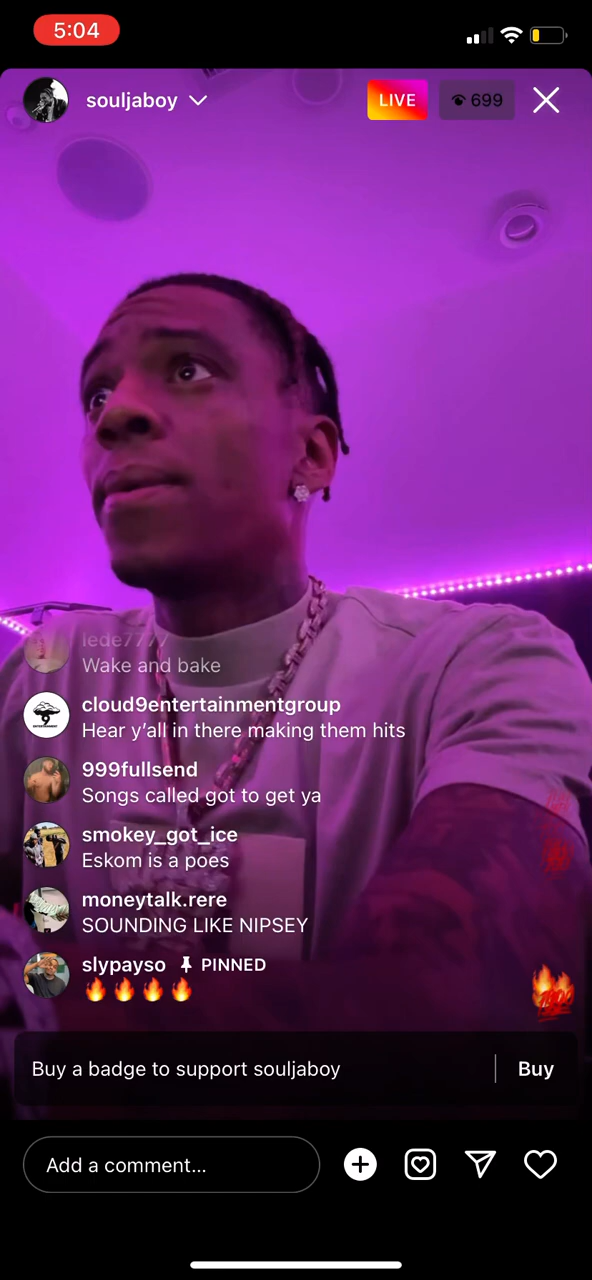 5:04
souljaboy
LIVE
699
lede7777
Wake and bake
cloud9entertainmentgroup
Hear y'all in there making them hits
999fullsend
Songs called got to get ya
smokey_got_ice
Eskom is a poes
moneytalk.rere
SOUNDING LIKE NIPSEY
slypayso PINNED
🔥 🔥 🔥 🔥
Buy a badge to support souljaboy
Buy
Add a comment...